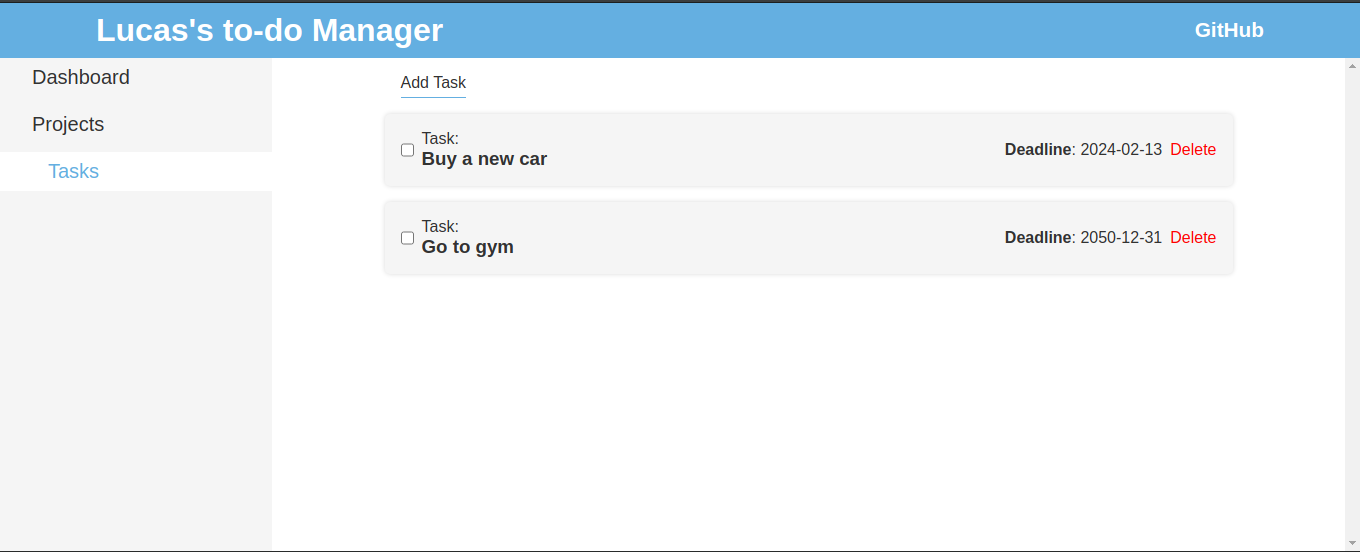 Lucas's to-do Manager
GitHub
Dashboard
Projects
Tasks
Add Task
Task:
Buy a new car
Deadline: 2024-02-13 Delete
Task:
Go to gym
Deadline: 2050-12-31 Delete